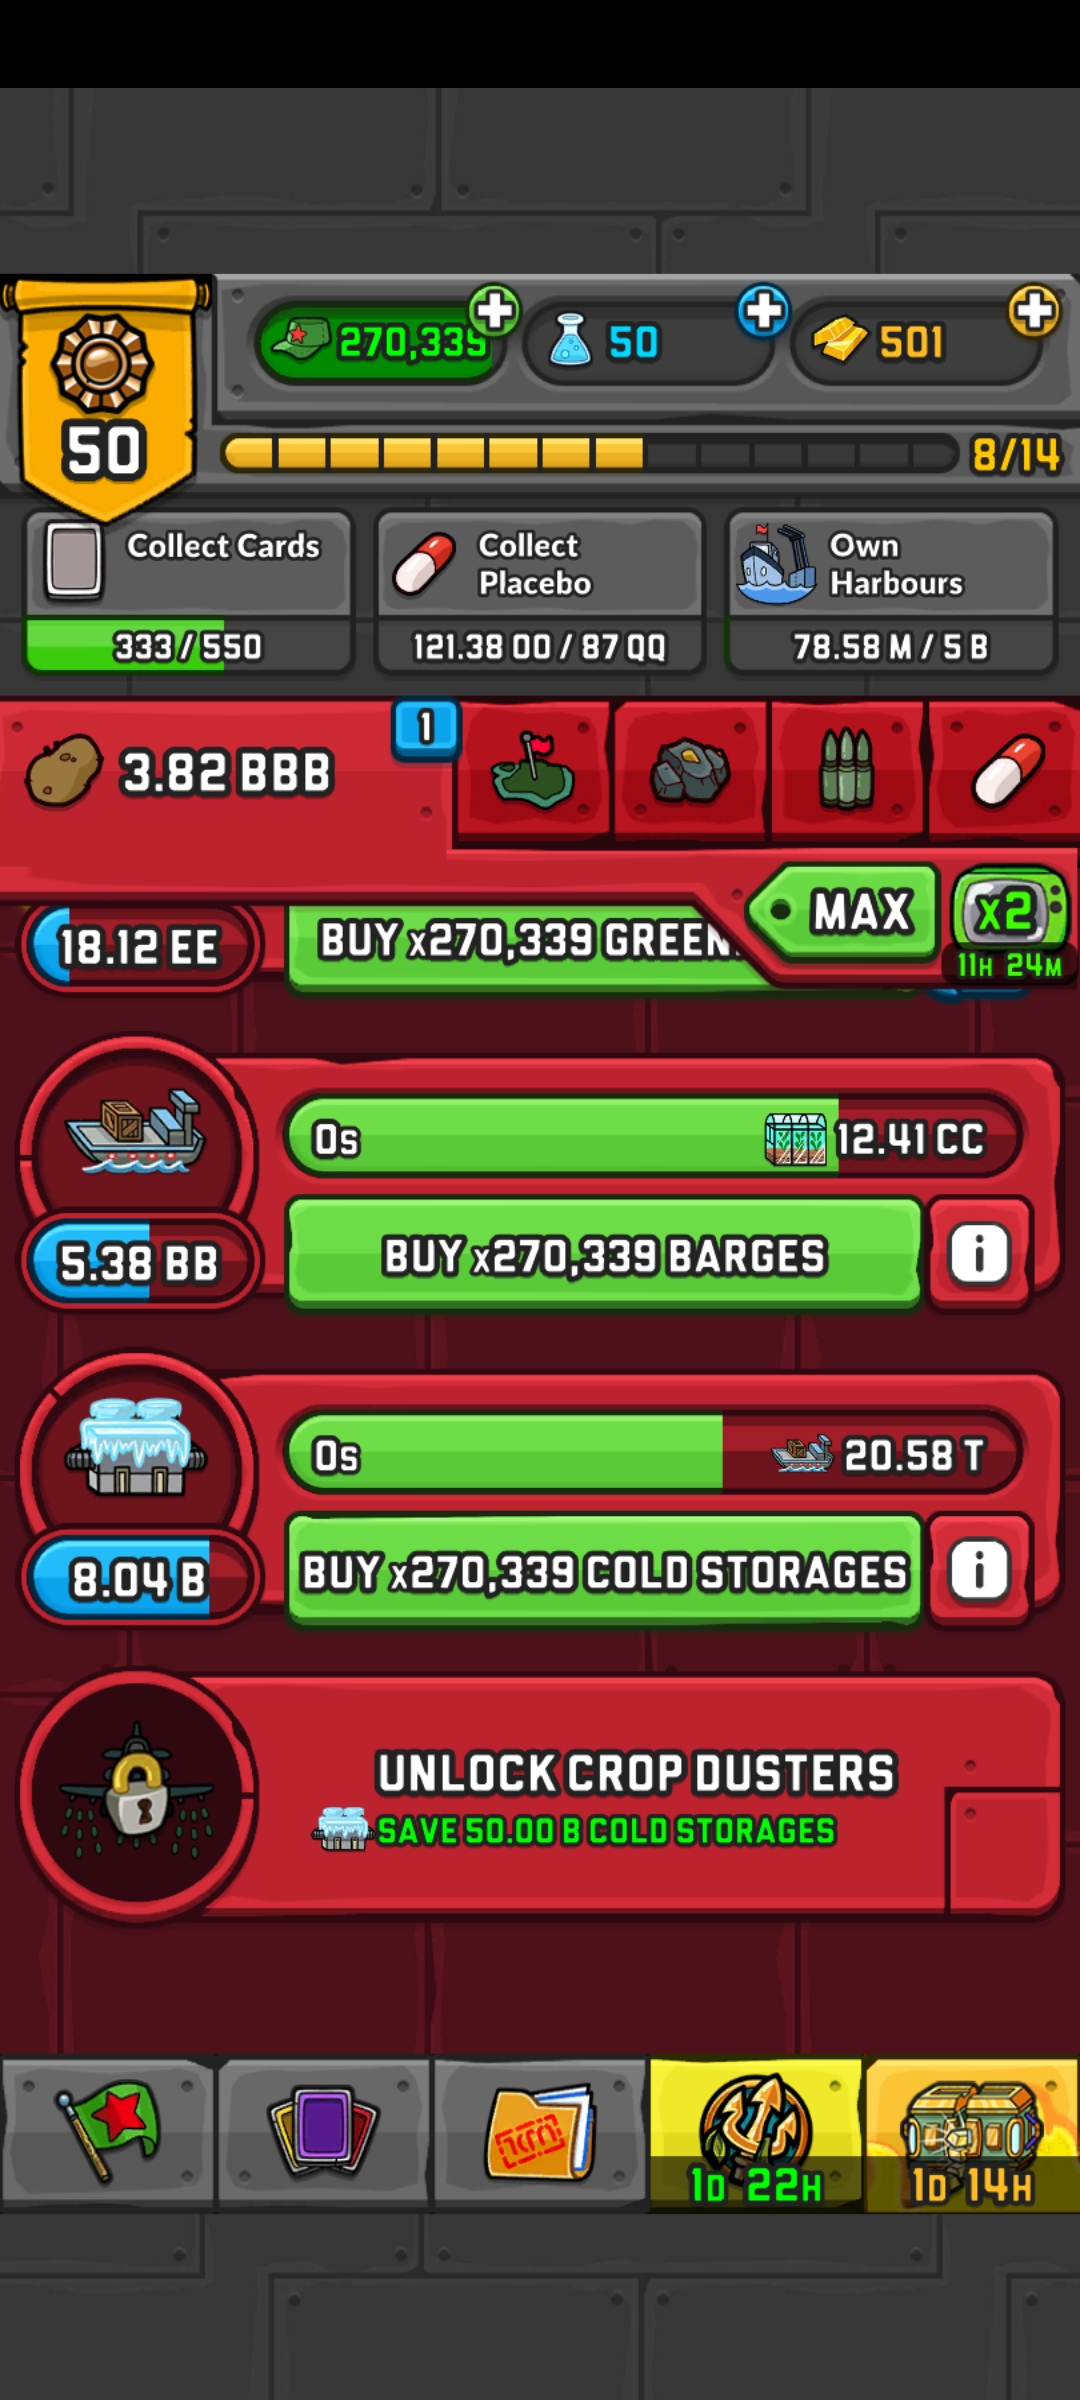 270,339
50
501
50
8/14
Collect Cards
333 / 550
Collect
Placebo
121.38 OO / 87 QQ
Own
Harbours
78.58 M / 5 B
3.82 BBB
1
MAX
x2
11H 24M
18.12 EE
BUY x270,339 GREEN
0s
12.41 CC
5.38 BB
BUY x270,339 BARGES
i
0s
20.58 T
8.04 B
BUY x270,339 COLD STORAGES
i
UNLOCK CROP DUSTERS
SAVE 50.00 B COLD STORAGES
1D 22H
1D 14H